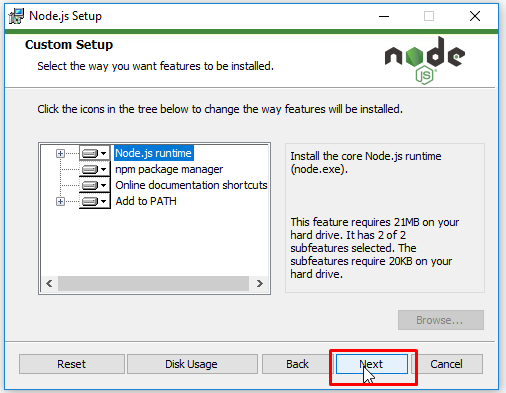 Node.js Setup
Custom Setup
Select the way you want features to be installed.
node
JS
Click the icons in the tree below to change the way features will be installed.
Node.js runtime
npm package manager
Online documentation shortcuts
Add to PATH
Install the core Node.js runtime
(node.exe).
This feature requires 21MB on your
hard drive. It has 2 of 2
subfeatures selected. The
subfeatures require 20KB on your
hard drive.
Browse...
Reset
Disk Usage
Back
Next
Cancel